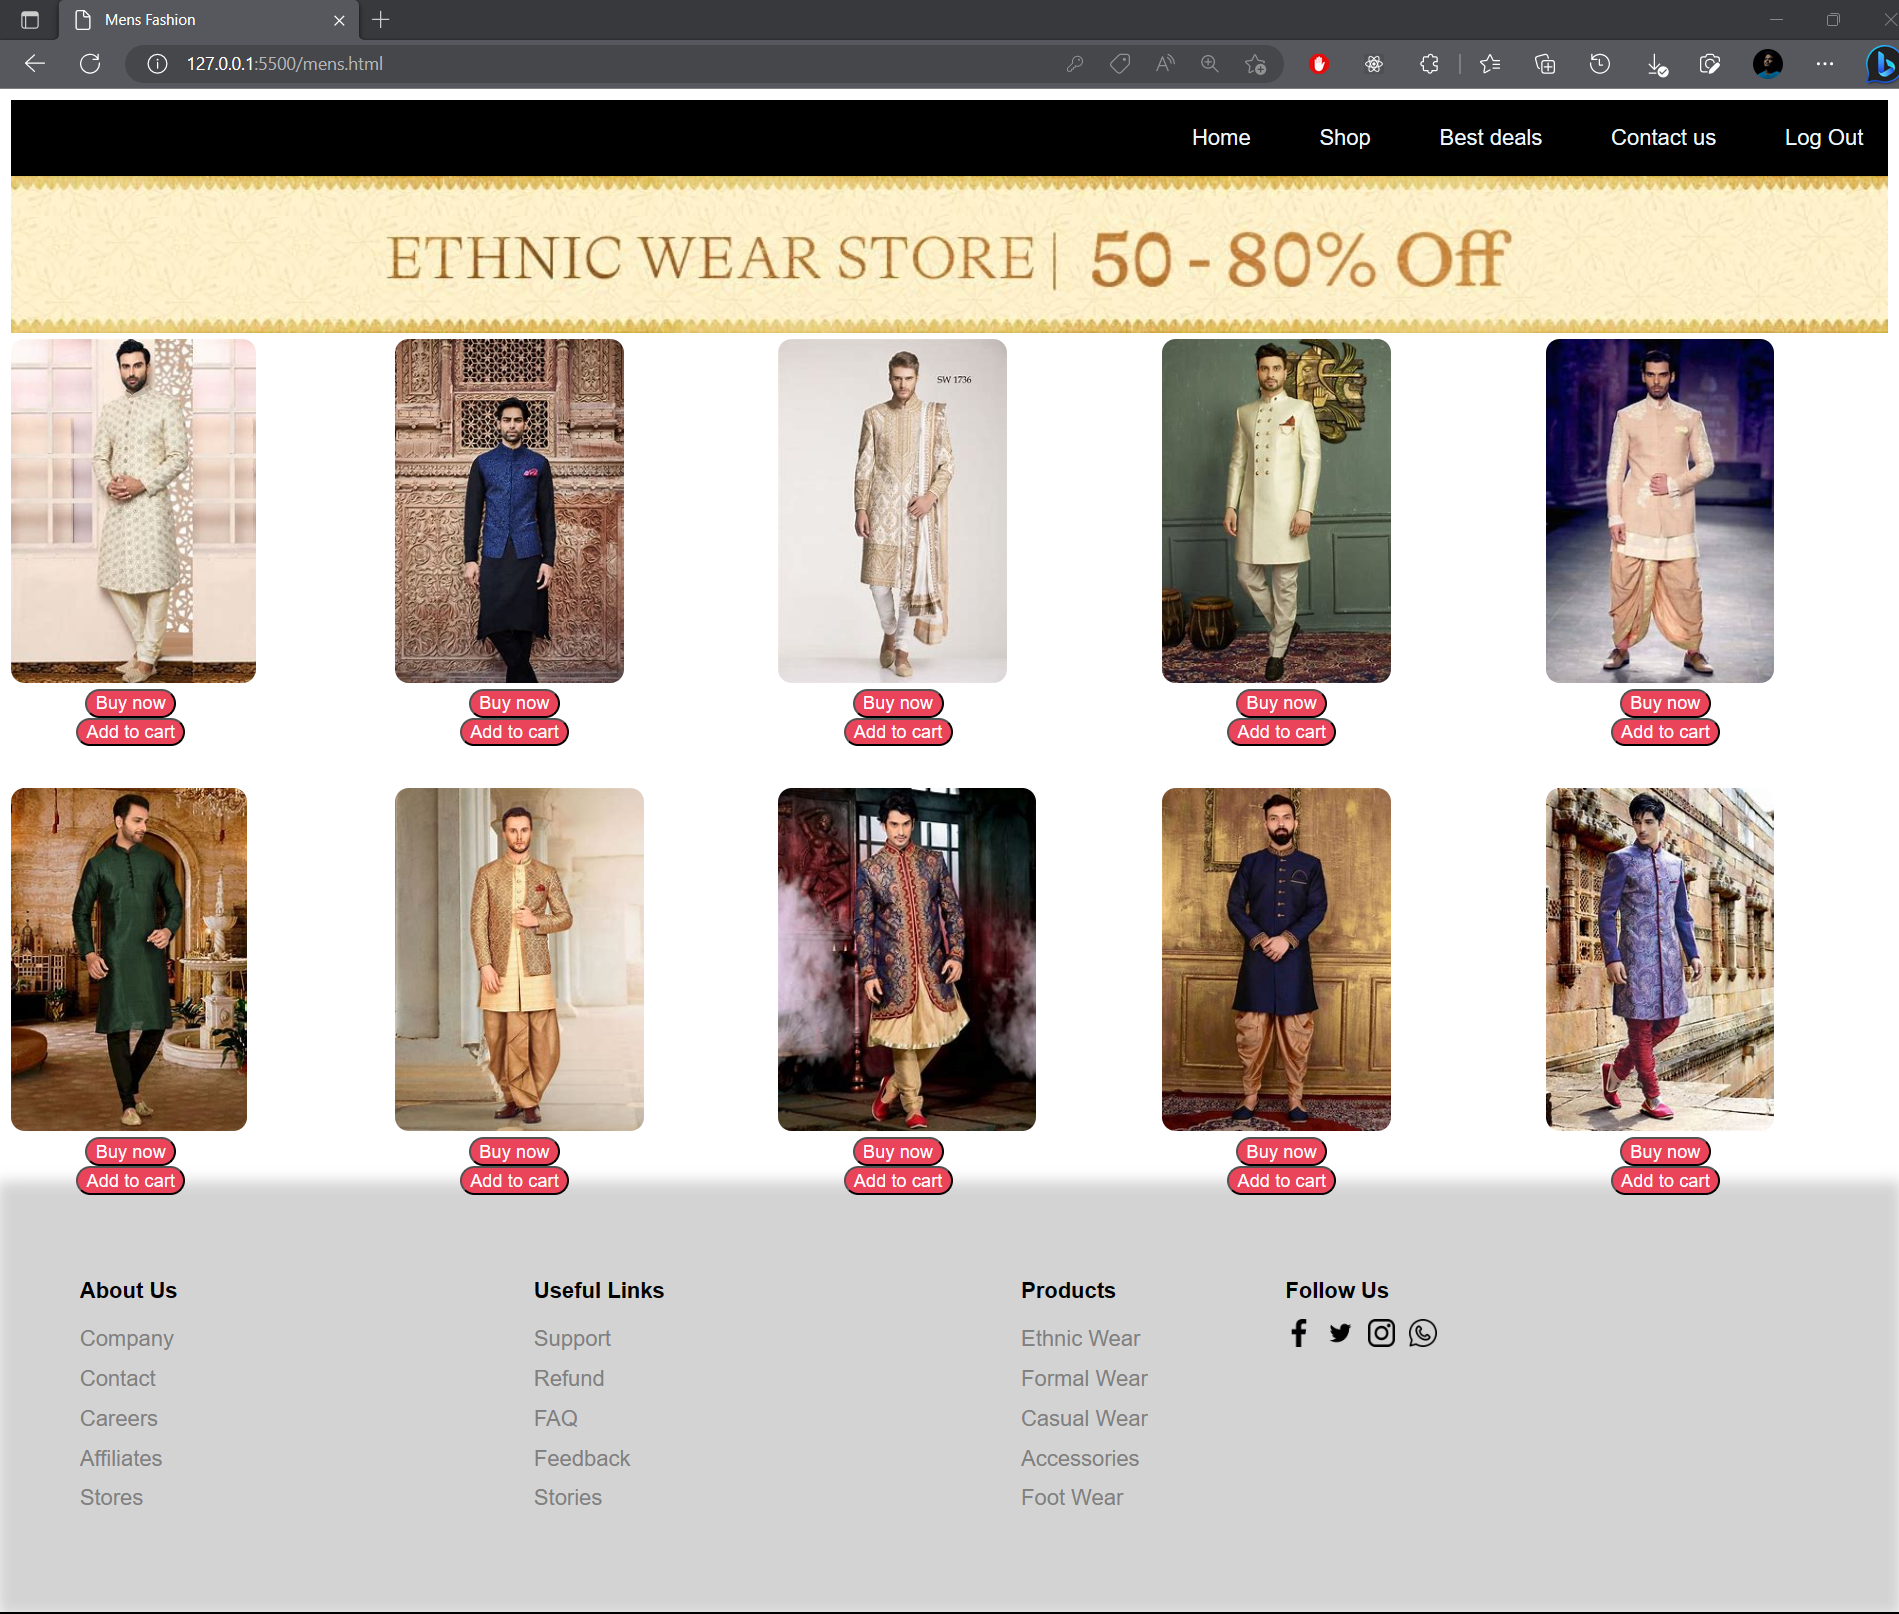 Mens Fashion
127.0.0.1:5500/mens.html
Home Shop Best deals Contact us Log Out
ETHNIC WEAR STORE | 50 - 80% Off
SW 1736
Buy now Buy now Buy now Buy now Buy now
Add to cart Add to cart Add to cart Add to cart Add to cart
Buy now Buy now Buy now Buy now Buy now
Add to cart Add to cart Add to cart Add to cart Add to cart
About Us Useful Links Products Follow Us
Company Support Ethnic Wear
Contact Refund Formal Wear
Careers FAQ Casual Wear
Affiliates Feedback Accessories
Stores Stories Foot Wear